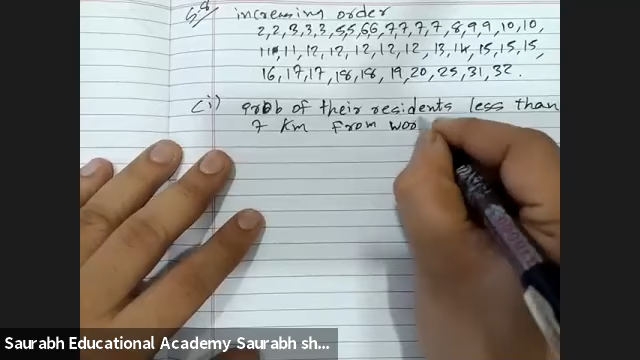 Sol/
increasing order
2,2,3,3,3,5,5,6,6,7,7,7,7,8,9,9,10,10,
11,11,12,12,12,12,12,13,14,15,15,15,
16,17,17,18,18,19,20,25,31,32.
(i) prob of their residents less than
7 Km from wor
Saurabh Educational Academy Saurabh sh...